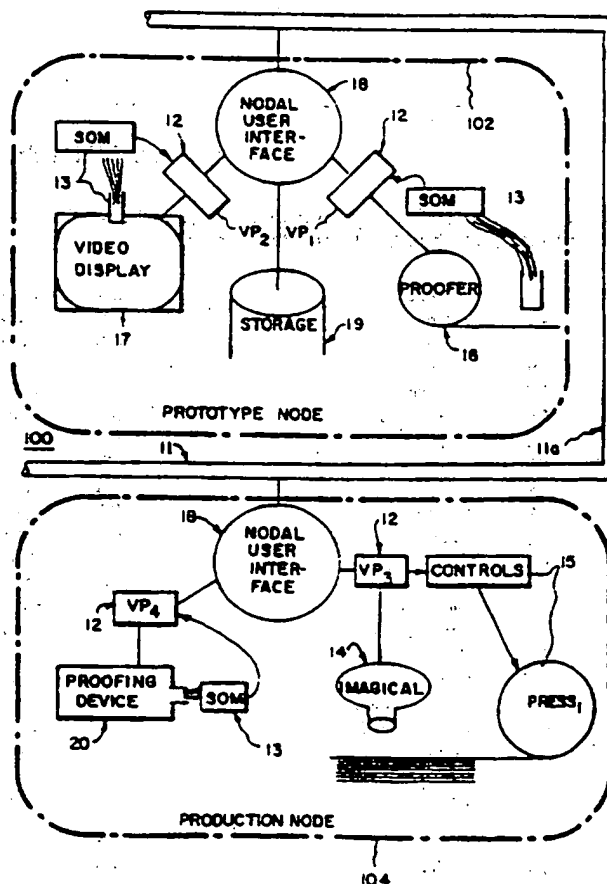 18
102
NODAL
USER
INTER-
FACE
12
12
SOM
13
VP2
VP1
SOM
13
VIDEO
DISPLAY
17
STORAGE
19
PROOFER
16
PROTOTYPE NODE
100
11
11a
18
NODAL
USER
INTER-
FACE
12
VP3
CONTROLS
15
12
VP4
14
MAGICAL
PRESS1
PROOFING
DEVICE
SOM
20
13
PRODUCTION NODE
104